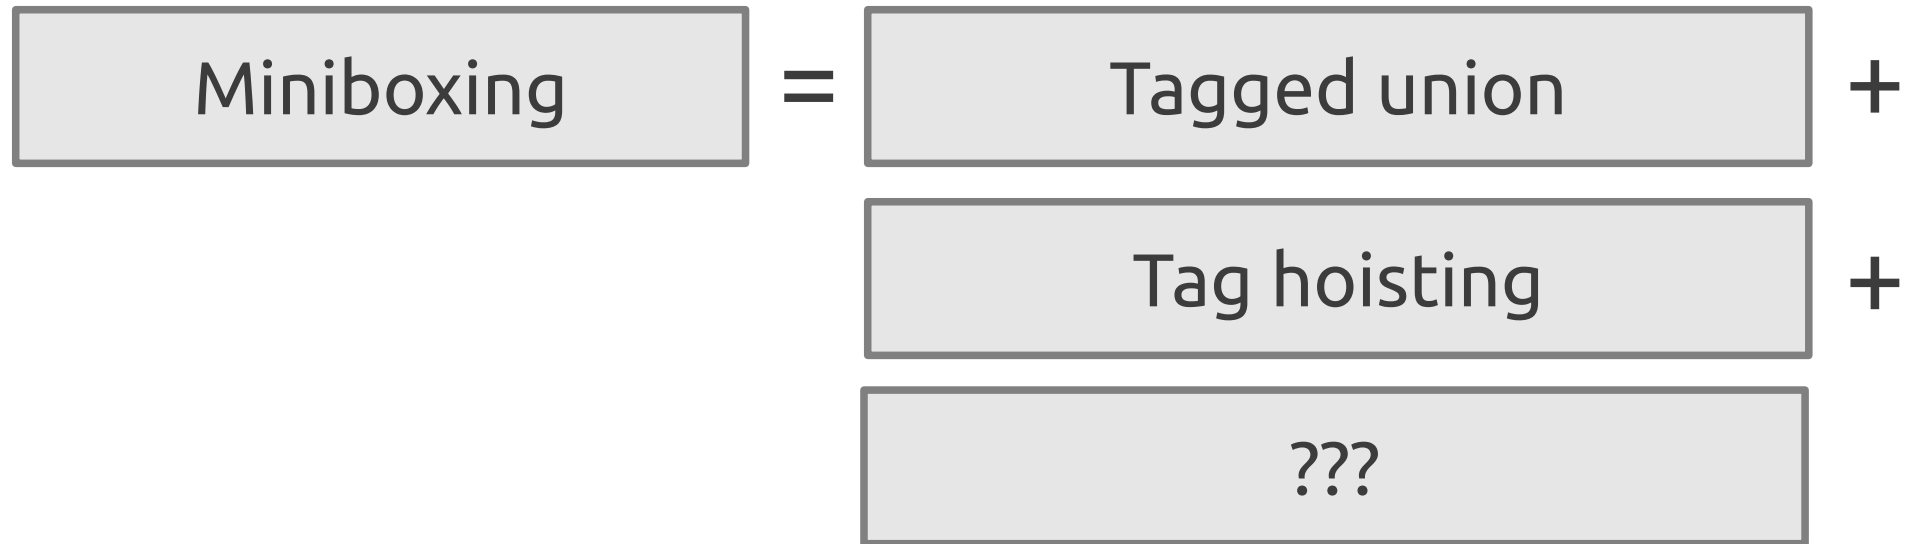 Miniboxing = Tagged union +
Tag hoisting +
???